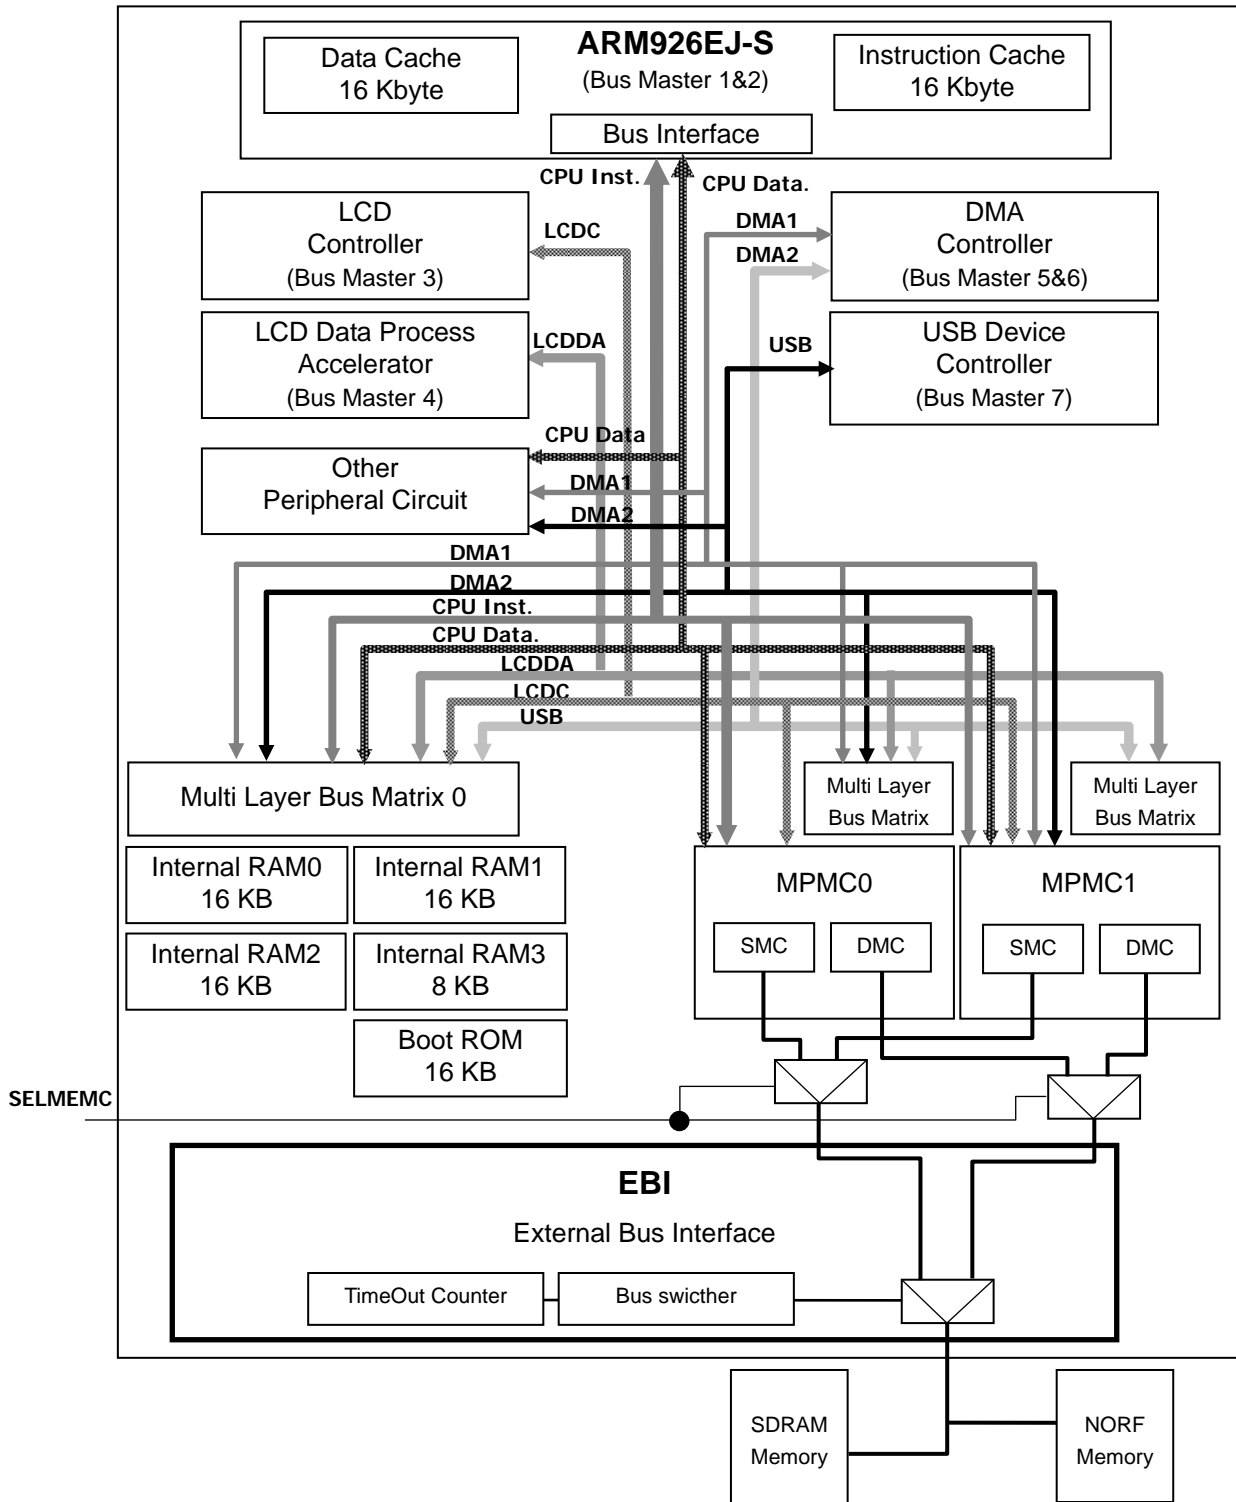 ARM926EJ-S
(Bus Master 1&2)
Data Cache
16 Kbyte
Instruction Cache
16 Kbyte
Bus Interface
CPU Inst.
CPU Data.
LCD
Controller
(Bus Master 3)
LCDC
DMA1
DMA2
DMA
Controller
(Bus Master 5&6)
LCD Data Process
Accelerator
(Bus Master 4)
LCDDA
USB
USB Device
Controller
(Bus Master 7)
Other
Peripheral Circuit
CPU Data
DMA1
DMA2
DMA1
DMA2
CPU Inst.
CPU Data.
LCDDA
LCDC
USB
Multi Layer Bus Matrix 0
Multi Layer
Bus Matrix
Multi Layer
Bus Matrix
Internal RAM0
16 KB
Internal RAM1
16 KB
Internal RAM2
16 KB
Internal RAM3
8 KB
Boot ROM
16 KB
MPMC0
SMC
DMC
MPMC1
SMC
DMC
SELMEMC
EBI
External Bus Interface
TimeOut Counter
Bus swicther
SDRAM
Memory
NORF
Memory